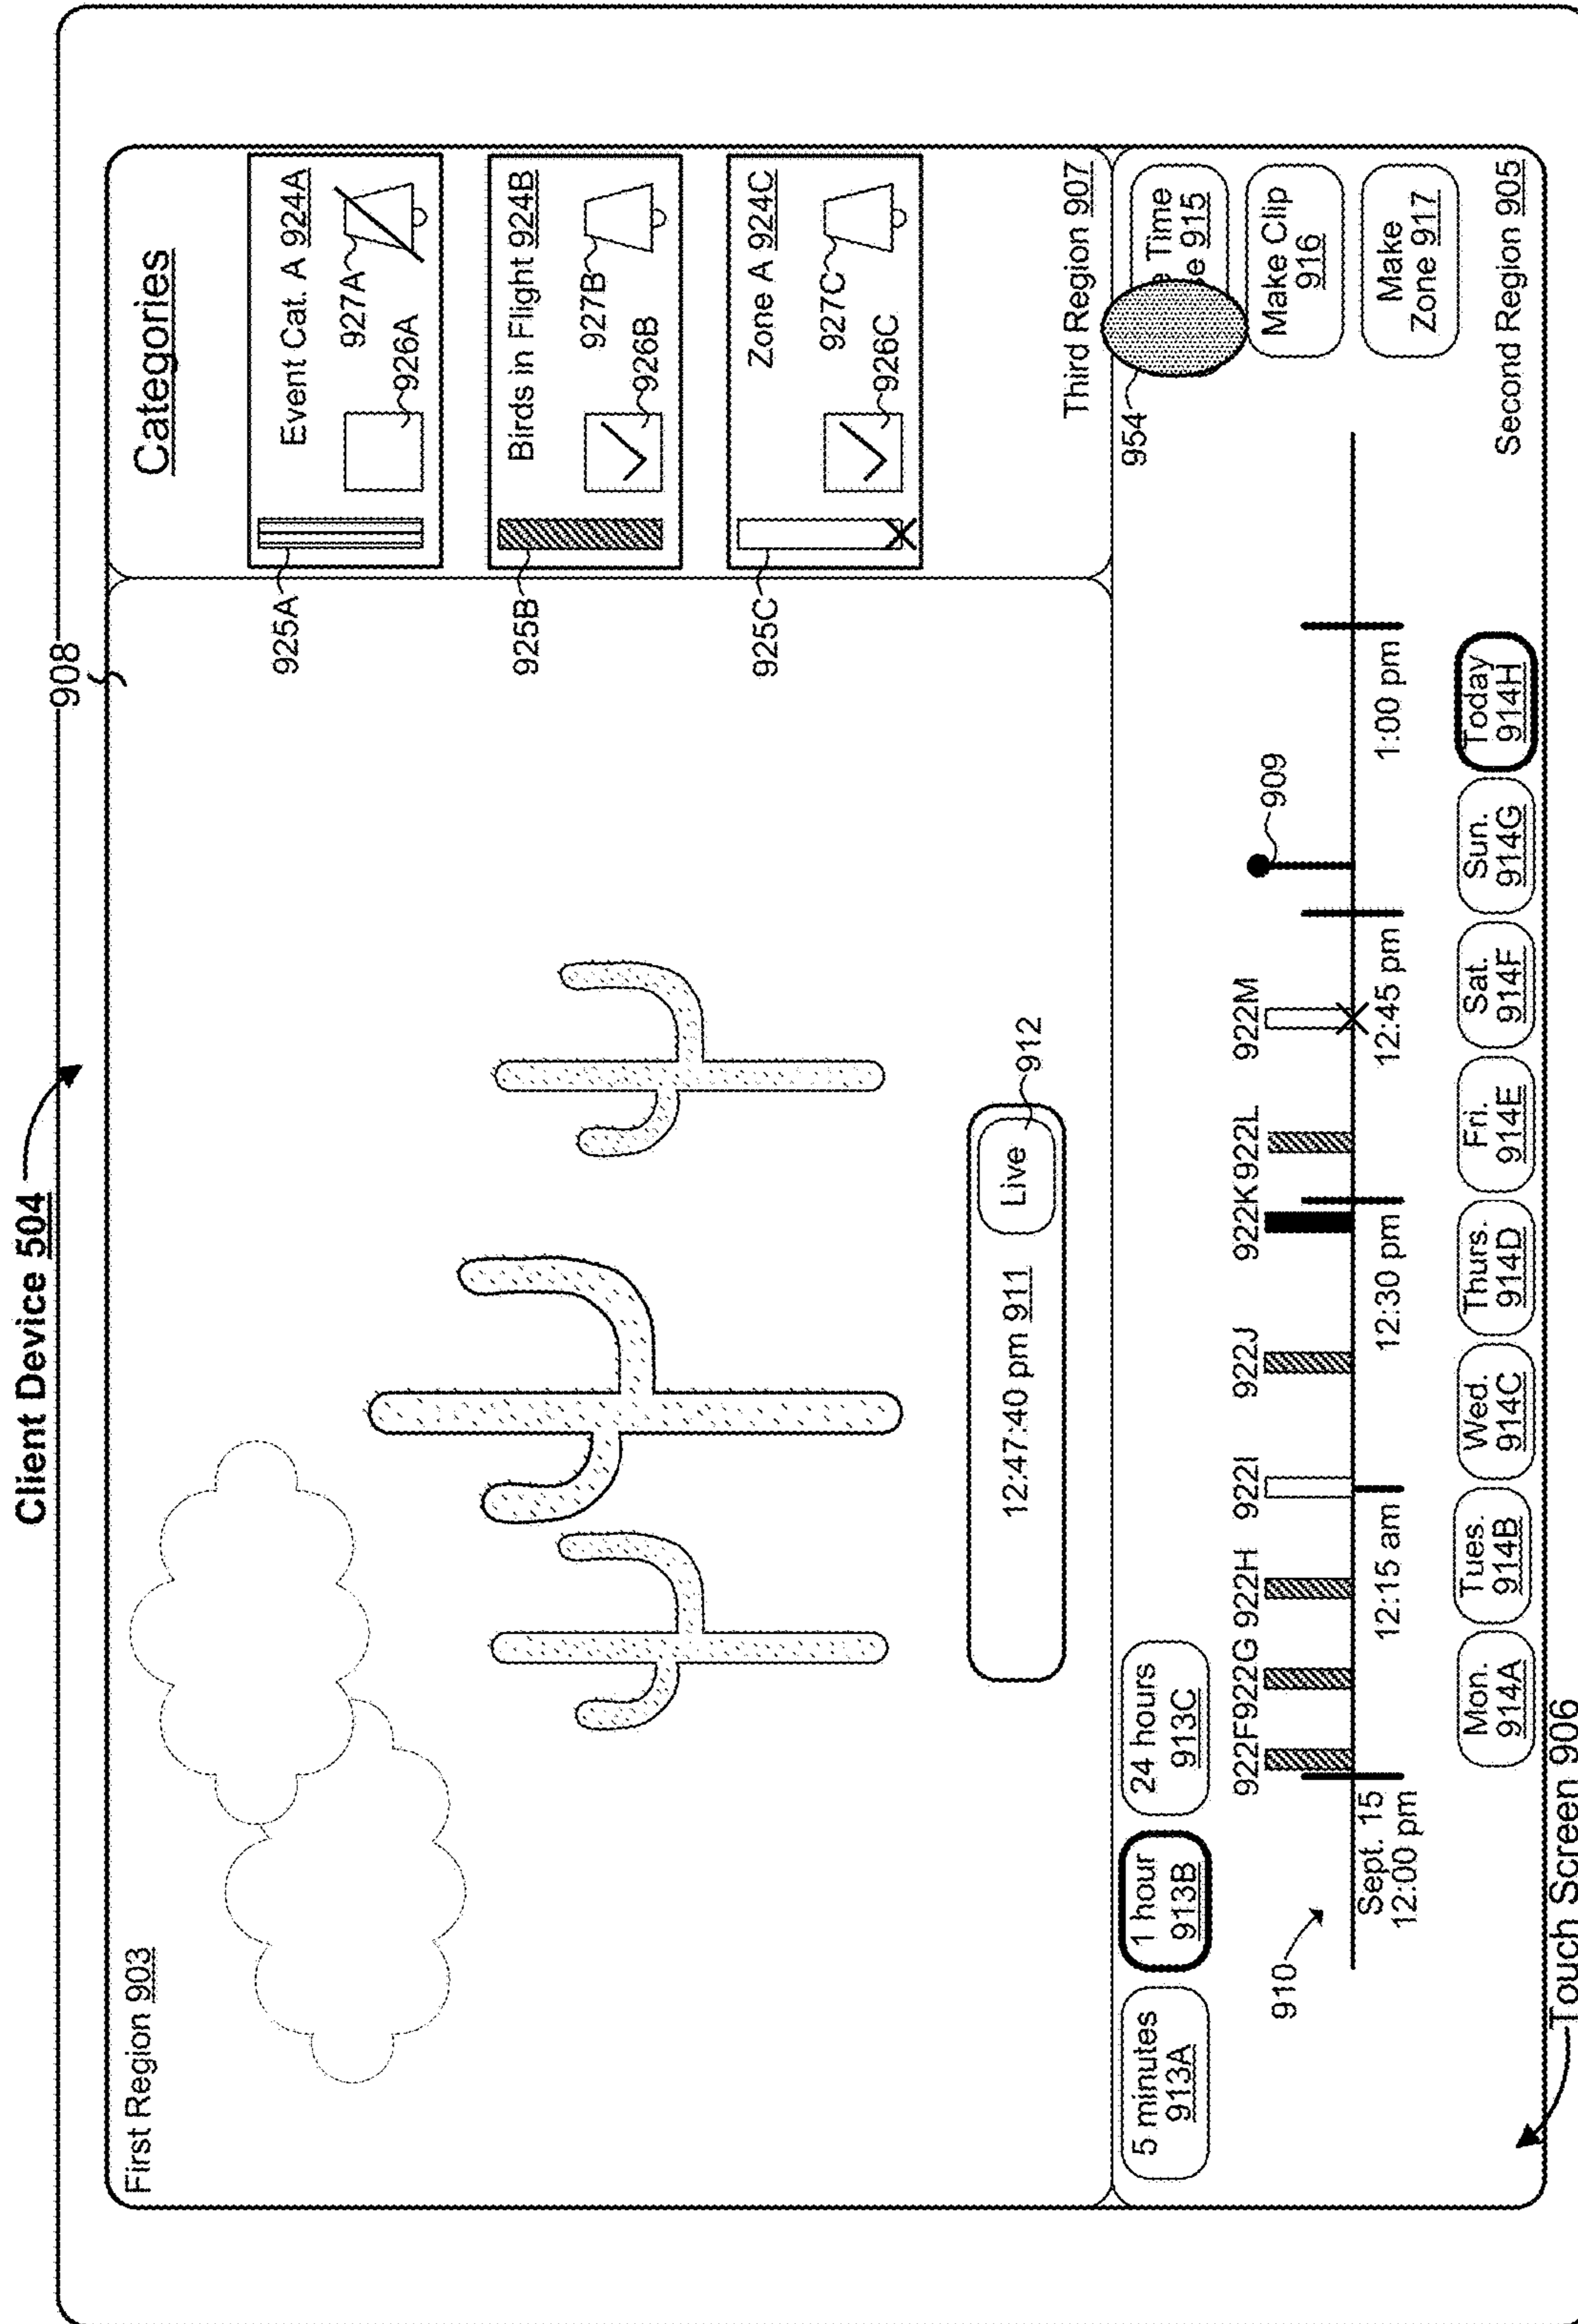 Client Device 504
908
First Region 903
Categories
925A
Event Cat. A 924A
927A
926A
925B
Birds in Flight 924B
927B
926B
925C
Zone A 924C
927C
926C
12:47:40 pm 911
Live
912
Third Region 907
5 minutes
913A
1 hour
913B
24 hours
913C
954
e Time
e 915
Make Clip
916
Make
Zone 917
910
922F
922G
922H
922I
922J
922K
922L
922M
909
Sept. 15
12:00 pm
12:15 am
12:30 pm
12:45 pm
1:00 pm
Mon.
914A
Tues.
914B
Wed.
914C
Thurs.
914D
Fri.
914E
Sat.
914F
Sun.
914G
Today
914H
Second Region 905
Touch Screen 906